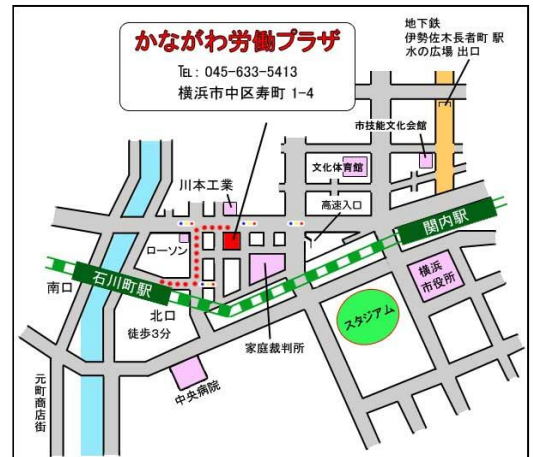 かながわ労働プラザ
℡: 045-633-5413
横浜市中区寿町 1-4
地下鉄
伊勢佐木長者町 駅
水の広場 出口
市技能文化会館
文化体育館
川本工業
高速入口
関内駅
ローソン
石川町駅
南口
北口
徒歩3分
横浜
市役所
スタジアム
家庭裁判所
中央病院
元町商店街